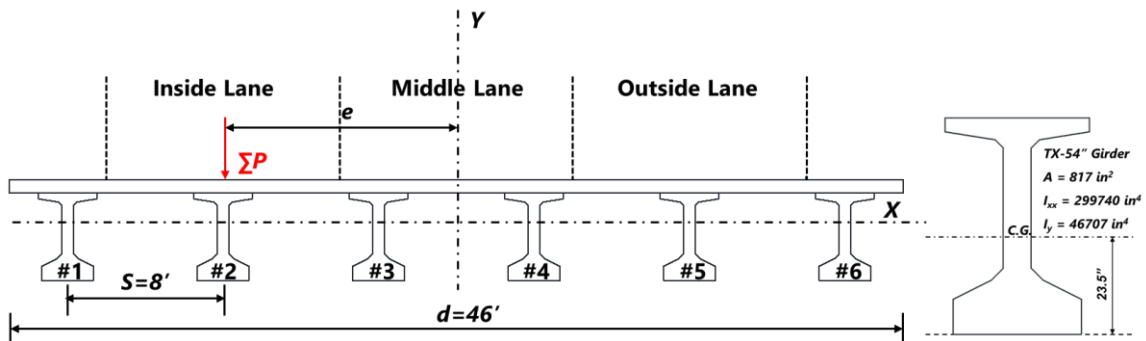 Y
Inside Lane
Middle Lane
Outside Lane
e
∑P
X
#1
#2
#3
#4
#5
#6
S=8′
d=46′
TX-54″ Girder
A = 817 in²
Ixx = 299740 in⁴
Iy = 46707 in⁴
C.G.
23.5″